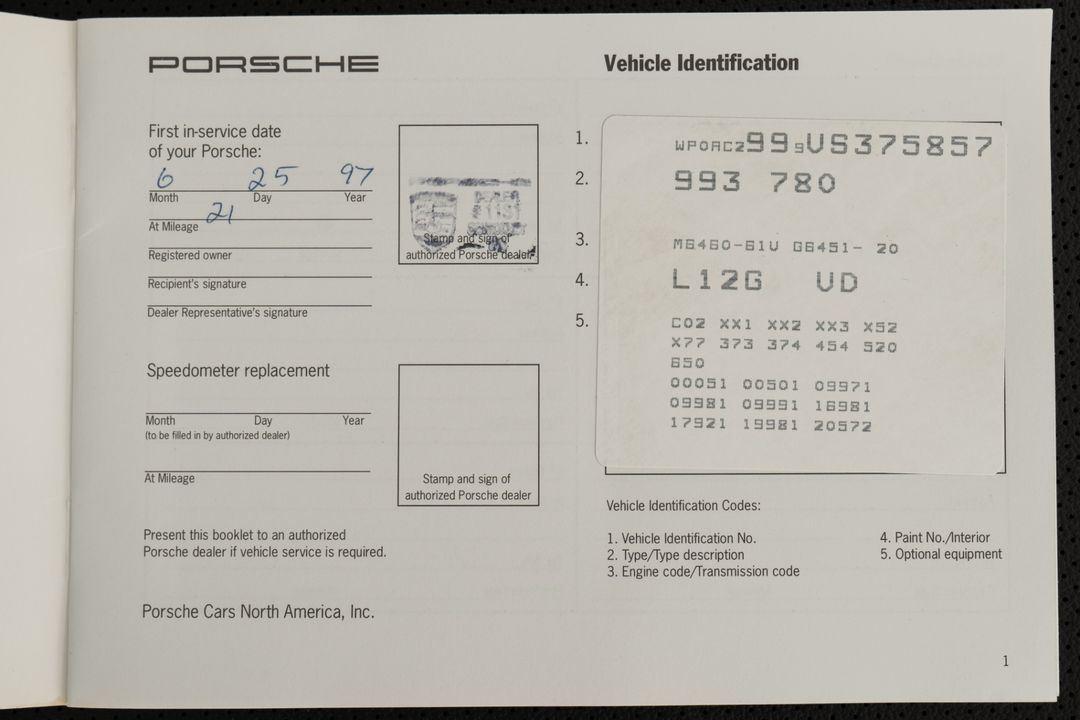 PORSCHE
First in-service date
of your Porsche:
6 25 97
Month Day Year
21
At Mileage
Registered owner
Recipient's signature
Dealer Representative's signature
Stamp and sign of
authorized Porsche dealer
Speedometer replacement
Month Day Year
(to be filled in by authorized dealer)
At Mileage
Stamp and sign of
authorized Porsche dealer
Present this booklet to an authorized
Porsche dealer if vehicle service is required.
Porsche Cars North America, Inc.
Vehicle Identification
1. WP0AC2999US375857
2. 993 780
3. M6460-61U G6451- 20
4. L12G UD
5. C02 XX1 XX2 XX3 X52
X77 373 374 454 520
650
00051 00501 09971
09981 09991 16981
17921 19981 20572
Vehicle Identification Codes:
1. Vehicle Identification No.
2. Type/Type description
3. Engine code/Transmission code
4. Paint No./Interior
5. Optional equipment
1